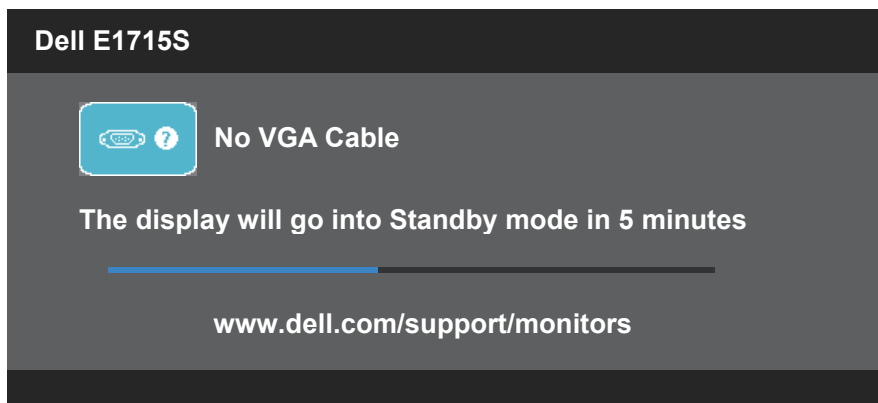 Dell E1715S
? No VGA Cable
The display will go into Standby mode in 5 minutes
www.dell.com/support/monitors